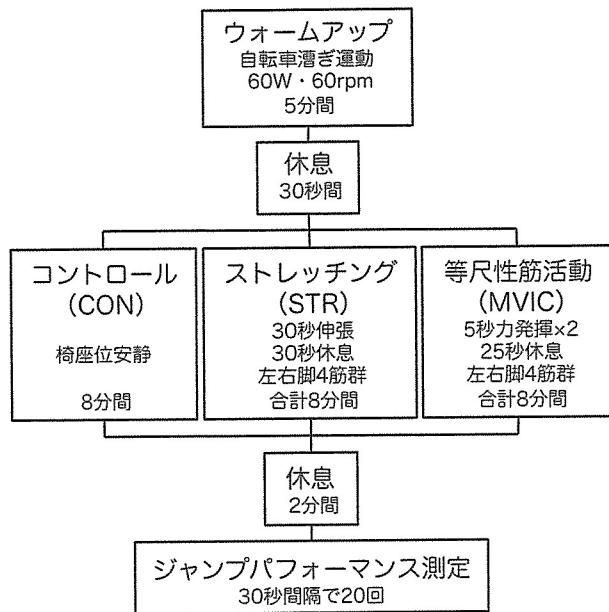 ウォームアップ
自転車漕ぎ運動
60W・60rpm
5分間
休息
30秒間
コントロール
(CON)
椅座位安静
8分間
ストレッチング
(STR)
30秒伸張
30秒休息
左右脚4筋群
合計8分間
等尺性筋活動
(MVIC)
5秒力発揮×2
25秒休息
左右脚4筋群
合計8分間
休息
2分間
ジャンプパフォーマンス測定
30秒間隔で20回